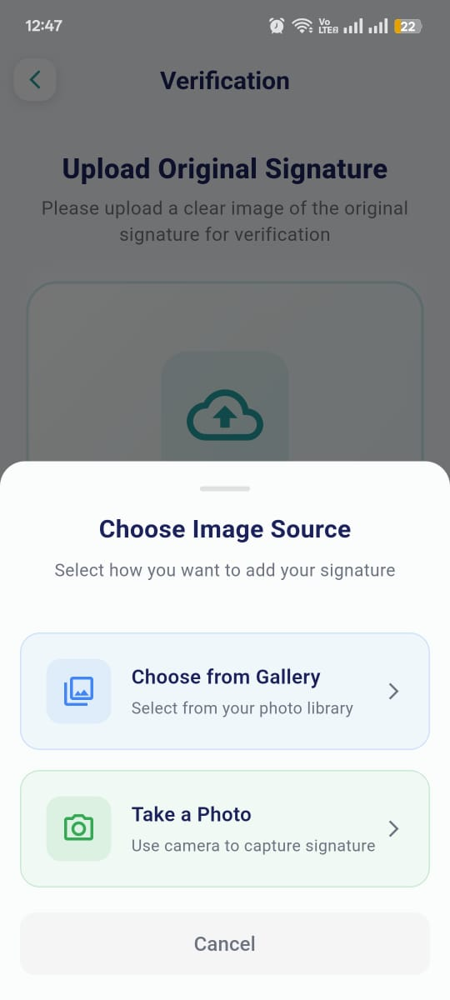 12:47
Vo
LTE
22
Verification
Upload Original Signature
Please upload a clear image of the original
signature for verification
Choose Image Source
Select how you want to add your signature
Choose from Gallery
Select from your photo library
Take a Photo
Use camera to capture signature
Cancel